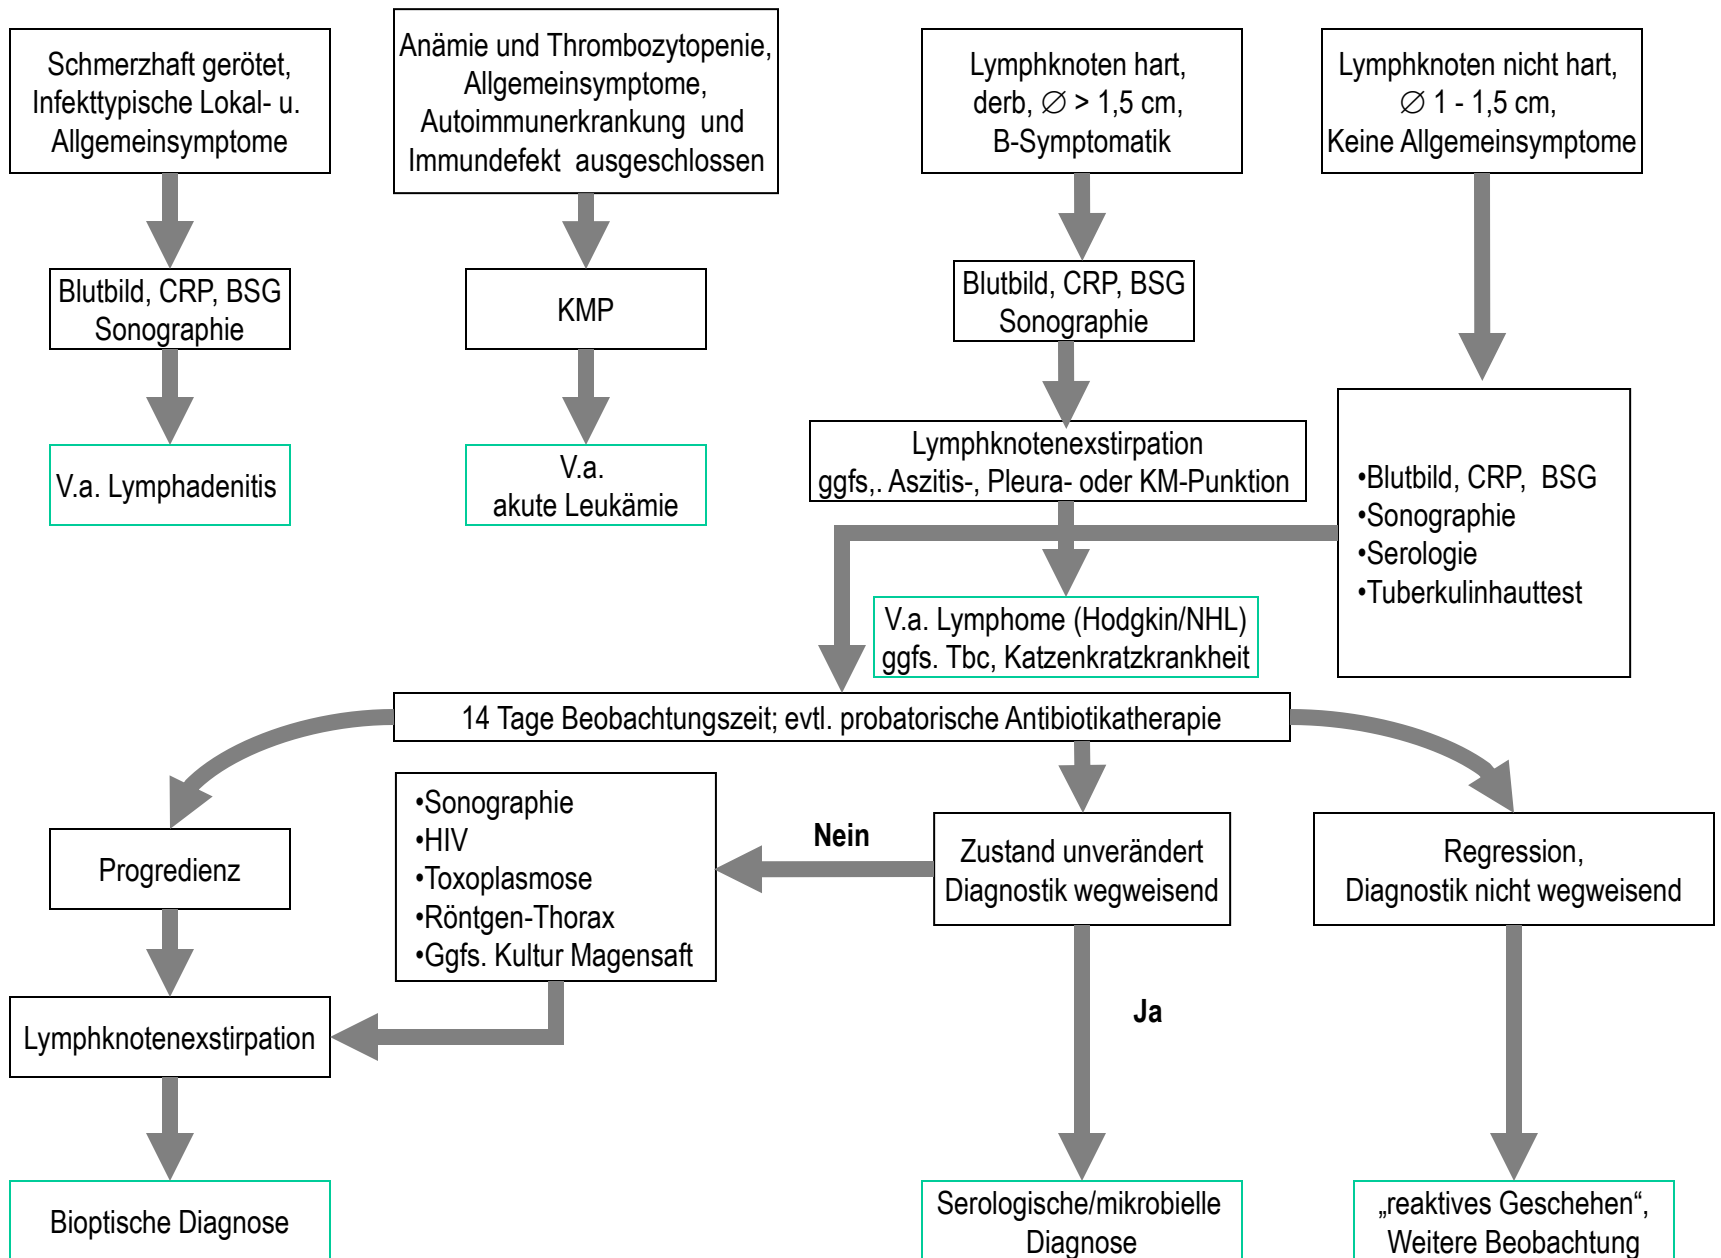 Schmerzhaft gerötet,
Infekttypische Lokal- u.
Allgemeinsymptome
Anämie und Thrombozytopenie,
Allgemeinsymptome,
Autoimmunerkrankung und
Immundefekt ausgeschlossen
Lymphknoten hart,
derb, ∅ > 1,5 cm,
B-Symptomatik
Lymphknoten nicht hart,
∅ 1 - 1,5 cm,
Keine Allgemeinsymptome
Blutbild, CRP, BSG
Sonographie
KMP
Blutbild, CRP, BSG
Sonographie
V.a. Lymphadenitis
V.a.
akute Leukämie
Lymphknotenexstirpation
ggfs,. Aszitis-, Pleura- oder KM-Punktion
•Blutbild, CRP, BSG
•Sonographie
•Serologie
•Tuberkulinhauttest
V.a. Lymphome (Hodgkin/NHL)
ggfs. Tbc, Katzenkratzkrankheit
14 Tage Beobachtungszeit; evtl. probatorische Antibiotikatherapie
Progredienz
•Sonographie
•HIV
•Toxoplasmose
•Röntgen-Thorax
•Ggfs. Kultur Magensaft
Nein
Zustand unverändert
Diagnostik wegweisend
Regression,
Diagnostik nicht wegweisend
Ja
Lymphknotenexstirpation
Bioptische Diagnose
Serologische/mikrobielle
Diagnose
„reaktives Geschehen“,
Weitere Beobachtung